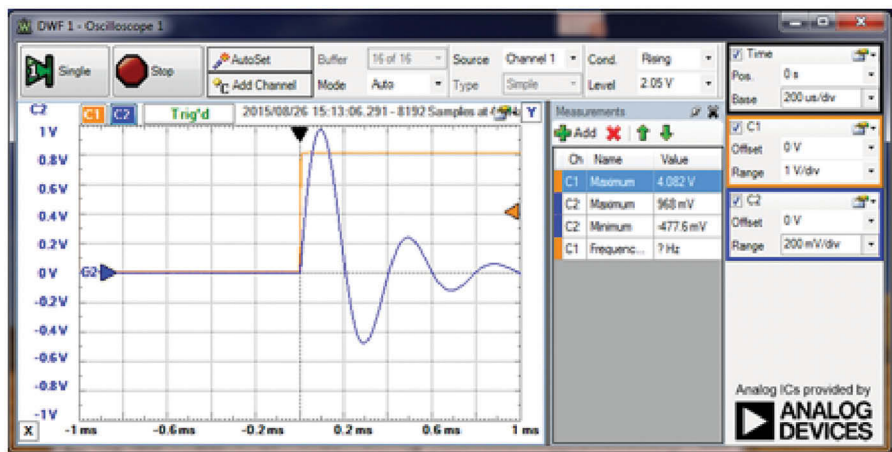 DWF 1 - Oscilloscope 1
Single
Stop
AutoSet
Add Channel
Buffer
16 of 16
Mode
Auto
Source
Channel 1
Type
Simple
Cond.
Rising
Level
2.05 V
Time
Pos.
0 s
Base
200 us/div
C1
Offset
0 V
Range
1 V/div
C2
Offset
0 V
Range
200 mV/div
C2
C1
C2
Trig'd
2015/08/26 15:13:06.291 - 8192 Samples at
Y
1 V
0.8 V
0.6 V
0.4 V
0.2 V
0 V
-0.2 V
-0.4 V
-0.6 V
-0.8 V
-1 V
X
-1 ms
-0.6 ms
-0.2 ms
0.2 ms
0.6 ms
1 ms
Measurements
Add
Ch Name Value
C1 Maximum 4.082 V
C2 Maximum 968 mV
C2 Minimum -477.6 mV
C1 Frequenc... ? Hz
Analog ICs provided by
ANALOG
DEVICES